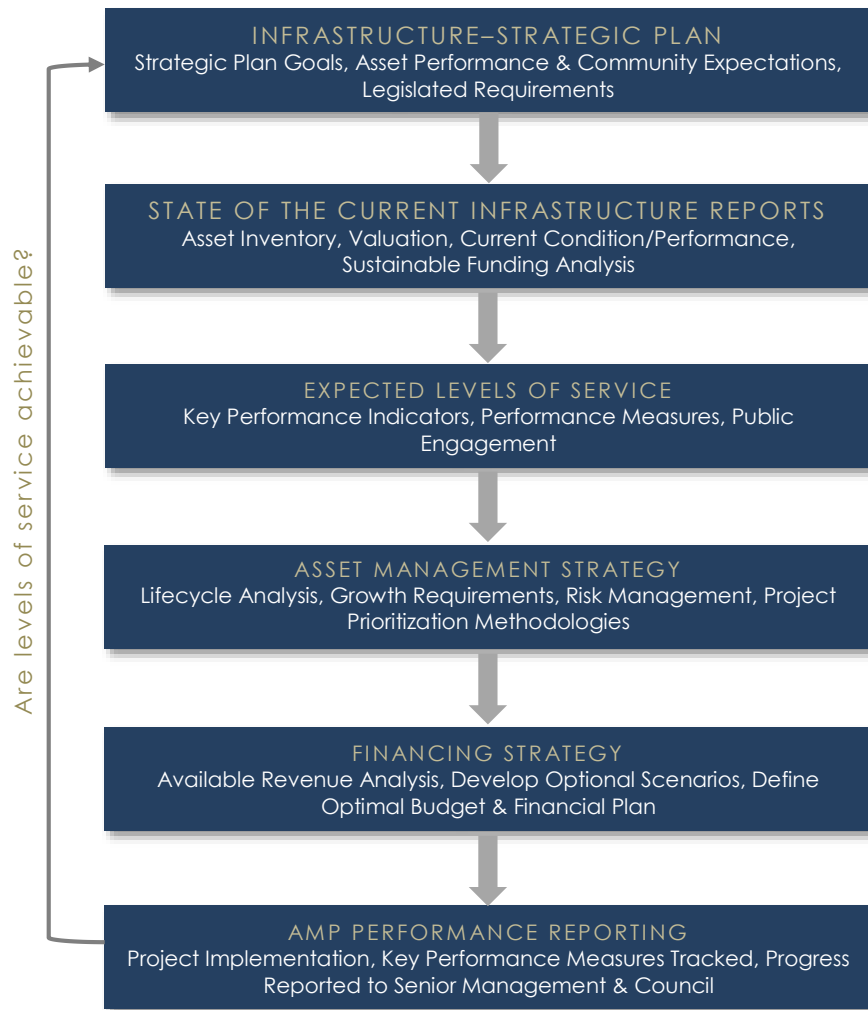 INFRASTRUCTURE–STRATEGIC PLAN
Strategic Plan Goals, Asset Performance & Community Expectations,
Legislated Requirements
STATE OF THE CURRENT INFRASTRUCTURE REPORTS
Asset Inventory, Valuation, Current Condition/Performance,
Sustainable Funding Analysis
EXPECTED LEVELS OF SERVICE
Key Performance Indicators, Performance Measures, Public
Engagement
ASSET MANAGEMENT STRATEGY
Lifecycle Analysis, Growth Requirements, Risk Management, Project
Prioritization Methodologies
FINANCING STRATEGY
Available Revenue Analysis, Develop Optional Scenarios, Define
Optimal Budget & Financial Plan
AMP PERFORMANCE REPORTING
Project Implementation, Key Performance Measures Tracked, Progress
Reported to Senior Management & Council
Are levels of service achievable?